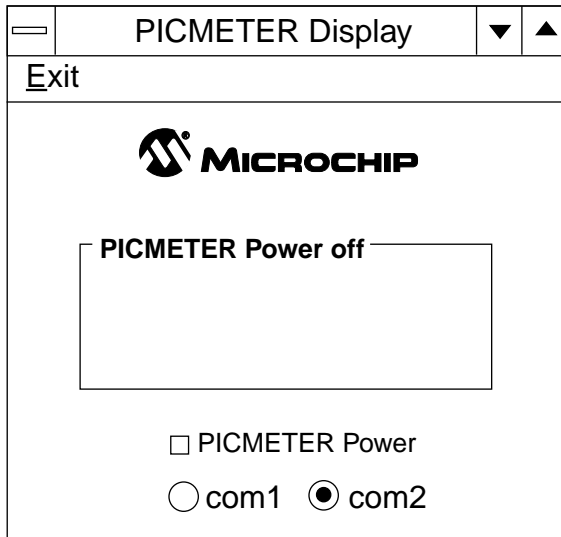 PICMETER Display
Exit
MICROCHIP
PICMETER Power off
PICMETER Power
com1 com2